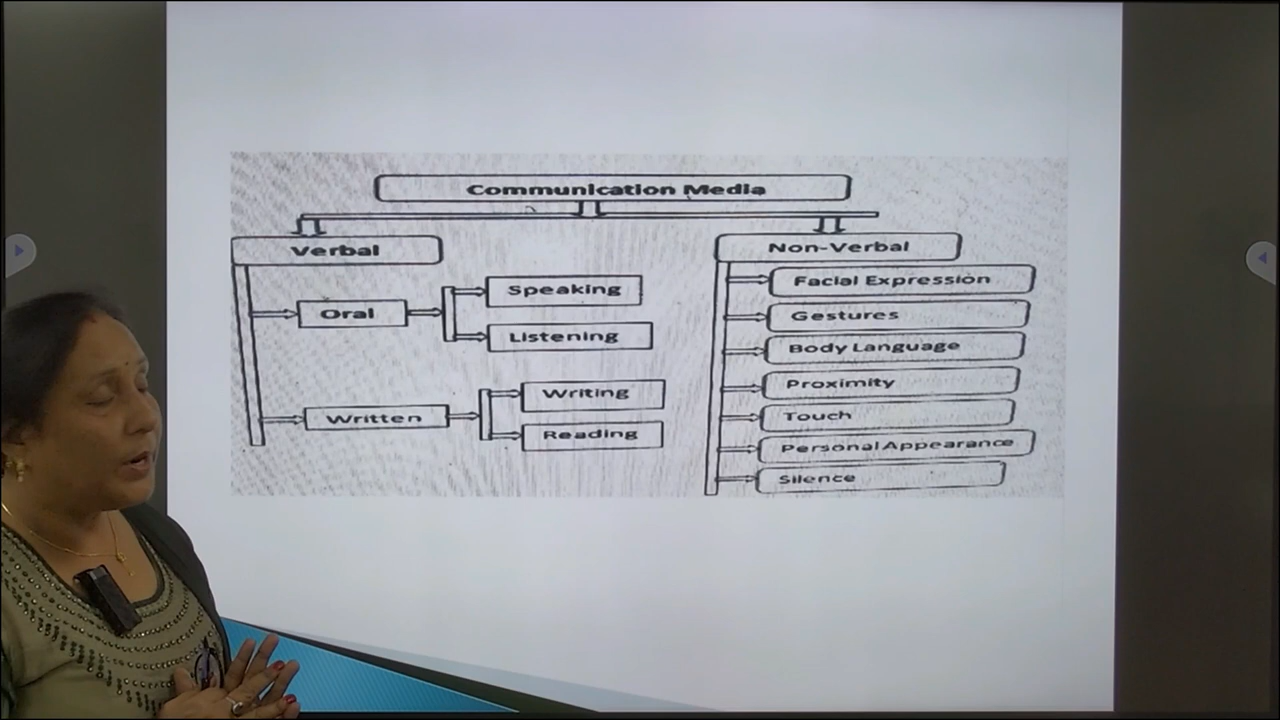 Communication Media
Verbal
Oral
Speaking
Listening
Written
Writing
Reading
Non-Verbal
Facial Expression
Gestures
Body Language
Proximity
Touch
Personal Appearance
Silence